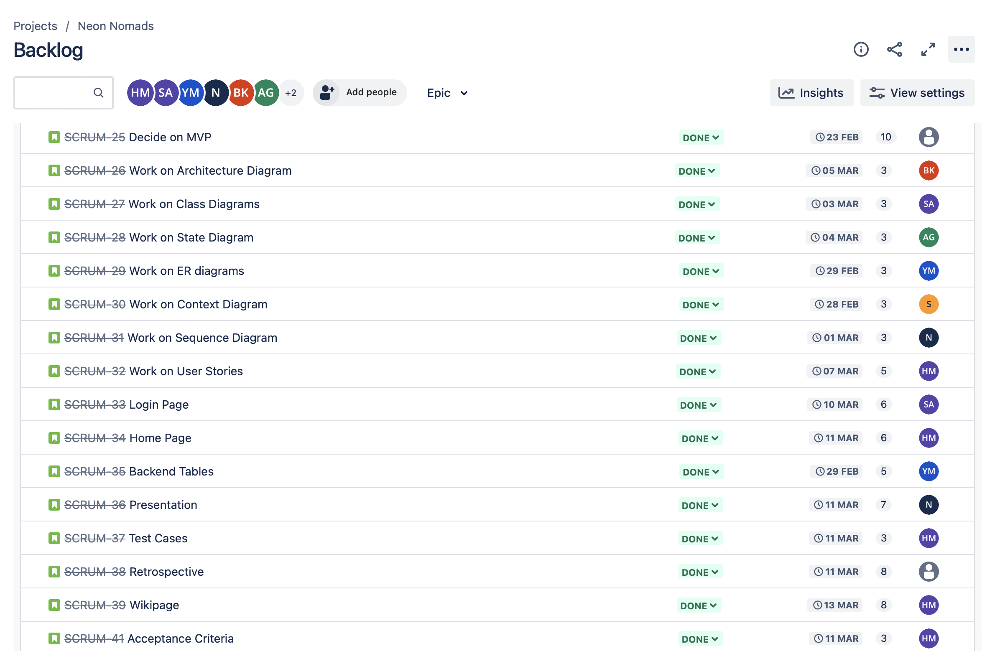 Projects / Neon Nomads
Backlog
HM SA YM N BK AG +2 Add people Epic Insights View settings
SCRUM-25 Decide on MVP DONE 23 FEB 10
SCRUM-26 Work on Architecture Diagram DONE 05 MAR 3 BK
SCRUM-27 Work on Class Diagrams DONE 03 MAR 3 SA
SCRUM-28 Work on State Diagram DONE 04 MAR 3 AG
SCRUM-29 Work on ER diagrams DONE 29 FEB 3 YM
SCRUM-30 Work on Context Diagram DONE 28 FEB 3 S
SCRUM-31 Work on Sequence Diagram DONE 01 MAR 3 N
SCRUM-32 Work on User Stories DONE 07 MAR 5 HM
SCRUM-33 Login Page DONE 10 MAR 6 SA
SCRUM-34 Home Page DONE 11 MAR 6 HM
SCRUM-35 Backend Tables DONE 29 FEB 5 YM
SCRUM-36 Presentation DONE 11 MAR 7 N
SCRUM-37 Test Cases DONE 11 MAR 3 HM
SCRUM-38 Retrospective DONE 11 MAR 8
SCRUM-39 Wikipage DONE 13 MAR 8 HM
SCRUM-41 Acceptance Criteria DONE 11 MAR 3 HM